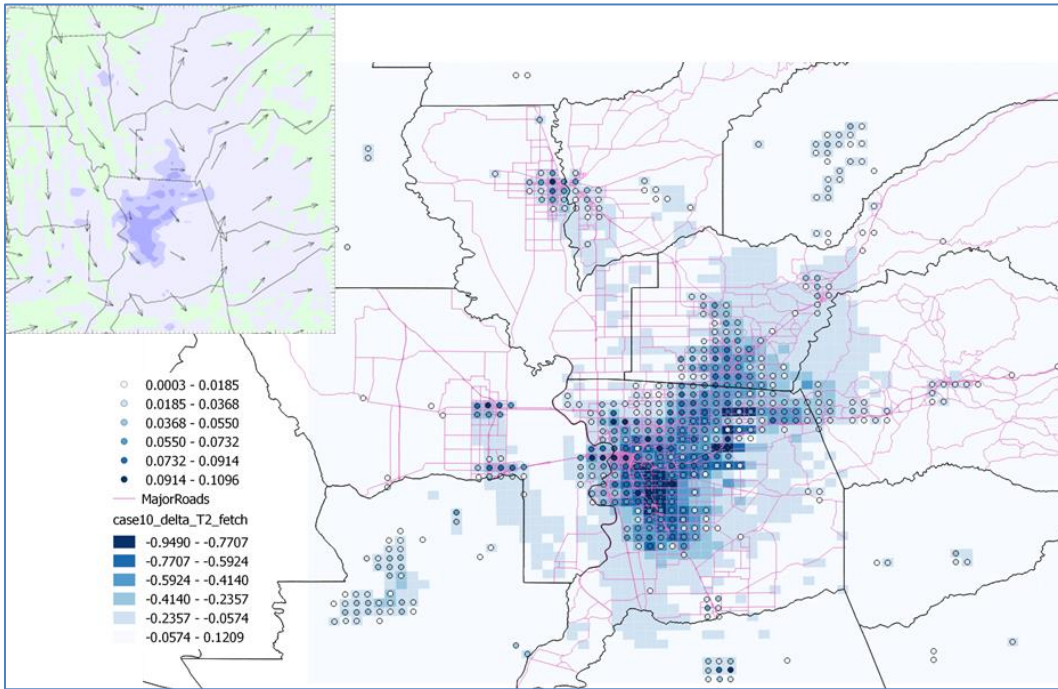 0.0003 - 0.0185
0.0185 - 0.0368
0.0368 - 0.0550
0.0550 - 0.0732
0.0732 - 0.0914
0.0914 - 0.1096
MajorRoads
case10_delta_T2_fetch
-0.9490 - -0.7707
-0.7707 - -0.5924
-0.5924 - -0.4140
-0.4140 - -0.2357
-0.2357 - -0.0574
-0.0574 - 0.1209